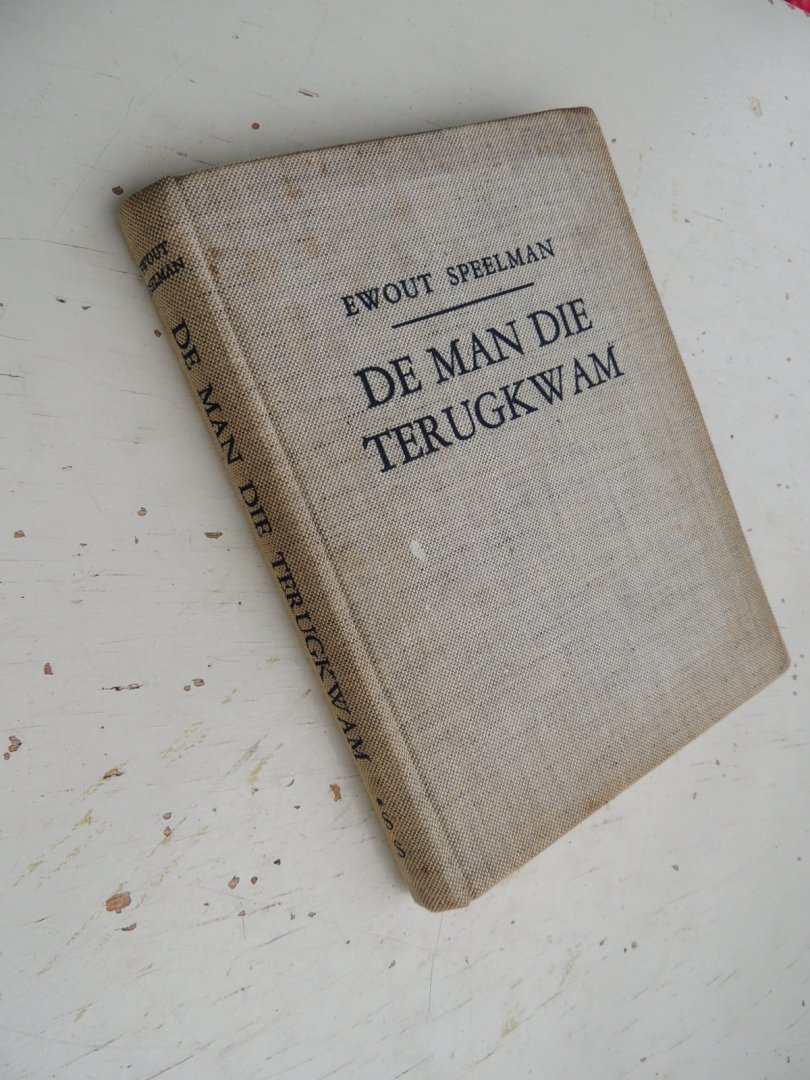 EWOUT SPEELMAN
DE MAN DIE
TERUGKWAM
EWOUT
SPEELMAN
DE MAN DIE TERUGKWAM